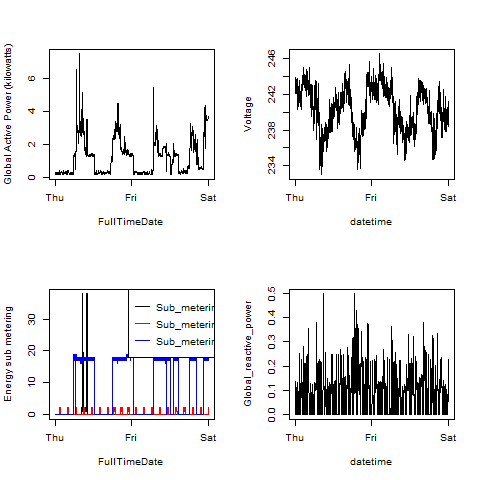 Global Active Power (kilowatts)
0 2 4 6
Thu Fri Sat
FullTimeDate
Voltage
234 238 242 246
Thu Fri Sat
datetime
Energy sub metering
0 10 20 30
Sub_meterin
Sub_meterin
Sub_meterin
Thu Fri Sat
FullTimeDate
Global_reactive_power
0.0 0.1 0.2 0.3 0.4 0.5
Thu Fri Sat
datetime